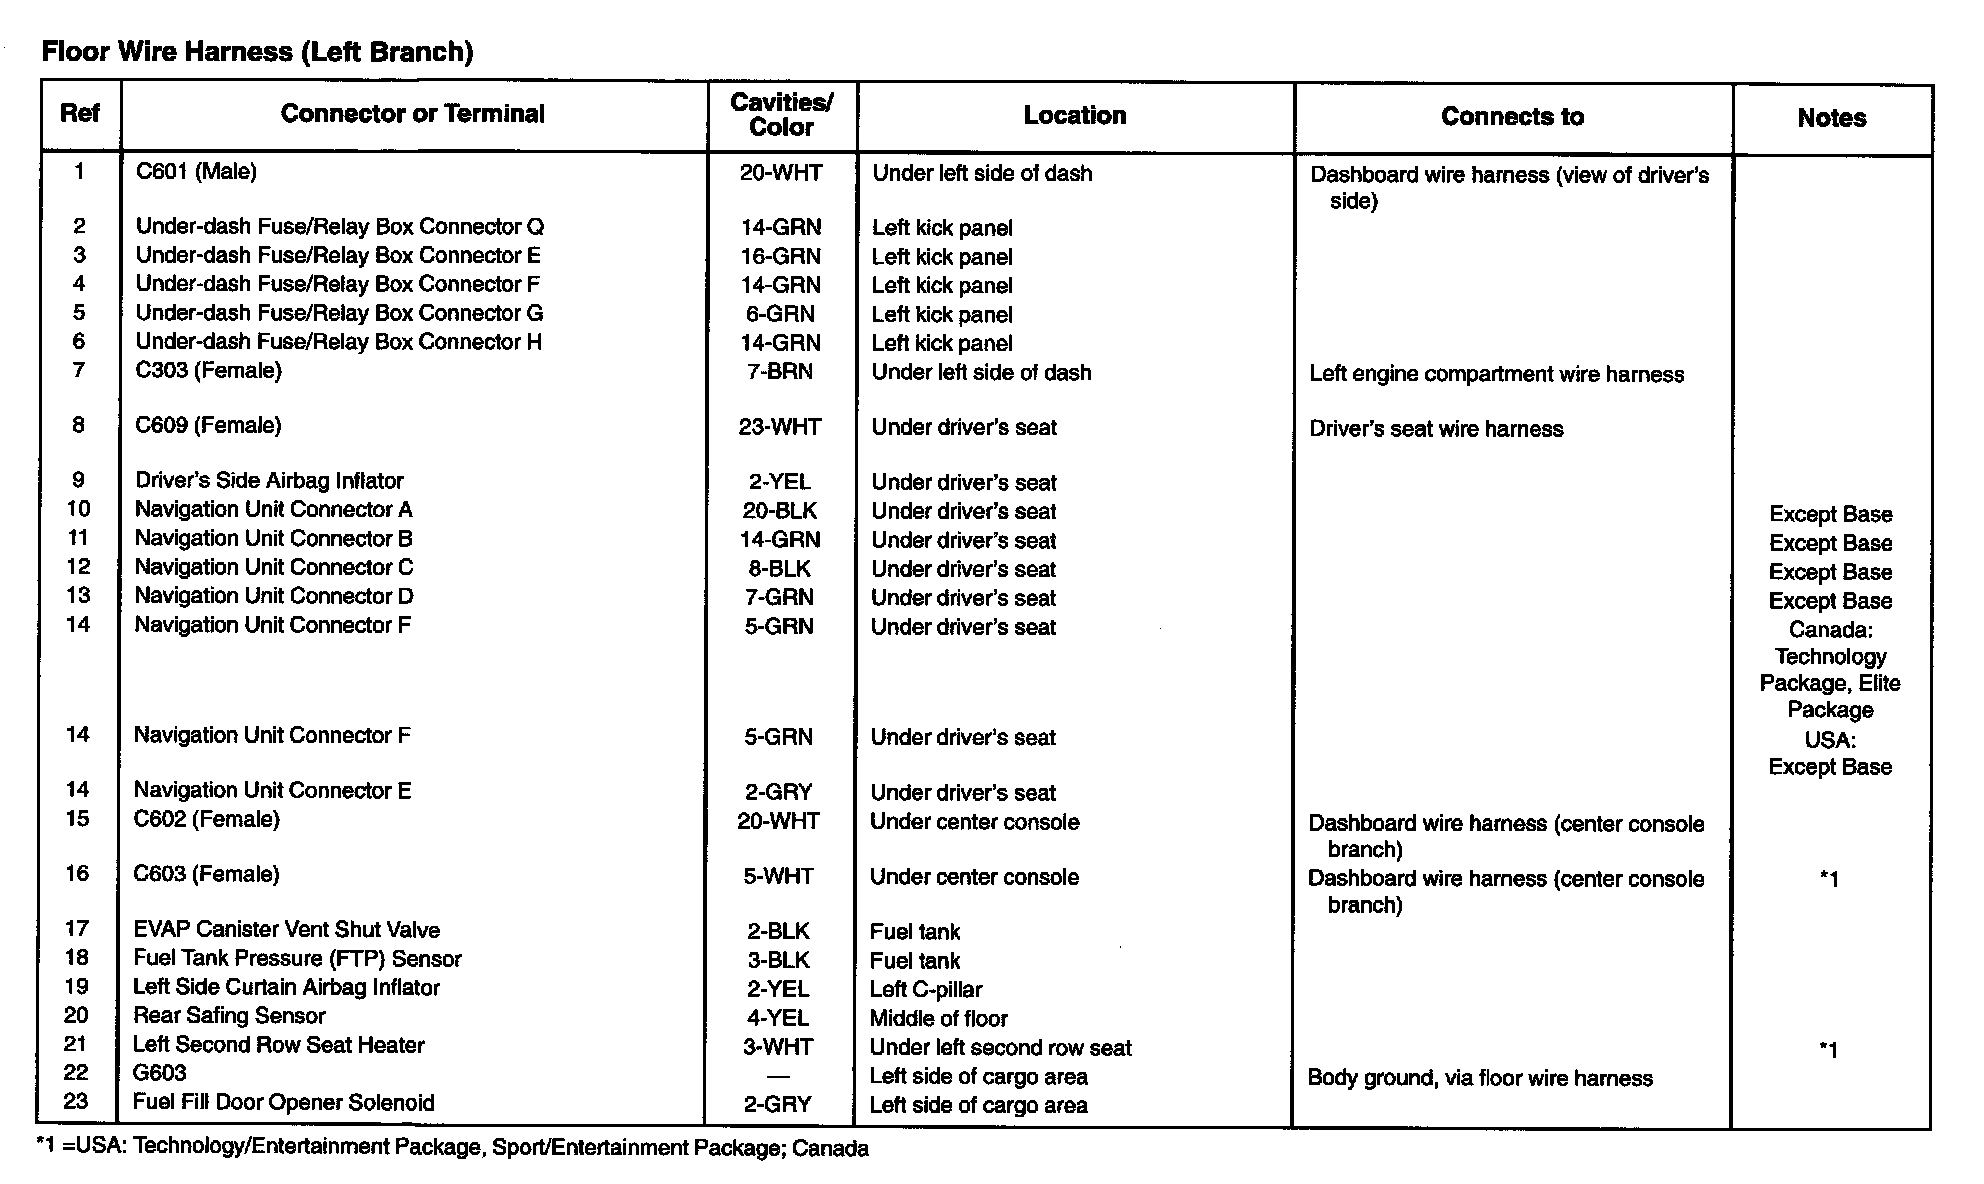 Floor Wire Harness (Left Branch)
Ref Connector or Terminal Cavities/ Color Location Connects to Notes
1 C601 (Male) 20-WHT Under left side of dash Dashboard wire harness (view of driver's
side)
2 Under-dash Fuse/Relay Box Connector Q 14-GRN Left kick panel
3 Under-dash Fuse/Relay Box Connector E 16-GRN Left kick panel
4 Under-dash Fuse/Relay Box Connector F 14-GRN Left kick panel
5 Under-dash Fuse/Relay Box Connector G 6-GRN Left kick panel
6 Under-dash Fuse/Relay Box Connector H 14-GRN Left kick panel
7 C303 (Female) 7-BRN Under left side of dash Left engine compartment wire harness
8 C609 (Female) 23-WHT Under driver's seat Driver's seat wire harness
9 Driver's Side Airbag Inflator 2-YEL Under driver's seat
10 Navigation Unit Connector A 20-BLK Under driver's seat Except Base
11 Navigation Unit Connector B 14-GRN Under driver's seat Except Base
12 Navigation Unit Connector C 8-BLK Under driver's seat Except Base
13 Navigation Unit Connector D 7-GRN Under driver's seat Except Base
14 Navigation Unit Connector F 5-GRN Under driver's seat Canada:
Technology
Package, Elite
Package
14 Navigation Unit Connector F 5-GRN Under driver's seat USA:
Except Base
14 Navigation Unit Connector E 2-GRY Under driver's seat
15 C602 (Female) 20-WHT Under center console Dashboard wire harness (center console
branch)
16 C603 (Female) 5-WHT Under center console Dashboard wire harness (center console *1
branch)
17 EVAP Canister Vent Shut Valve 2-BLK Fuel tank
18 Fuel Tank Pressure (FTP) Sensor 3-BLK Fuel tank
19 Left Side Curtain Airbag Inflator 2-YEL Left C-pillar
20 Rear Safing Sensor 4-YEL Middle of floor
21 Left Second Row Seat Heater 3-WHT Under left second row seat *1
22 G603 — Left side of cargo area Body ground, via floor wire harness
23 Fuel Fill Door Opener Solenoid 2-GRY Left side of cargo area
*1 =USA: Technology/Entertainment Package, Sport/Entertainment Package; Canada